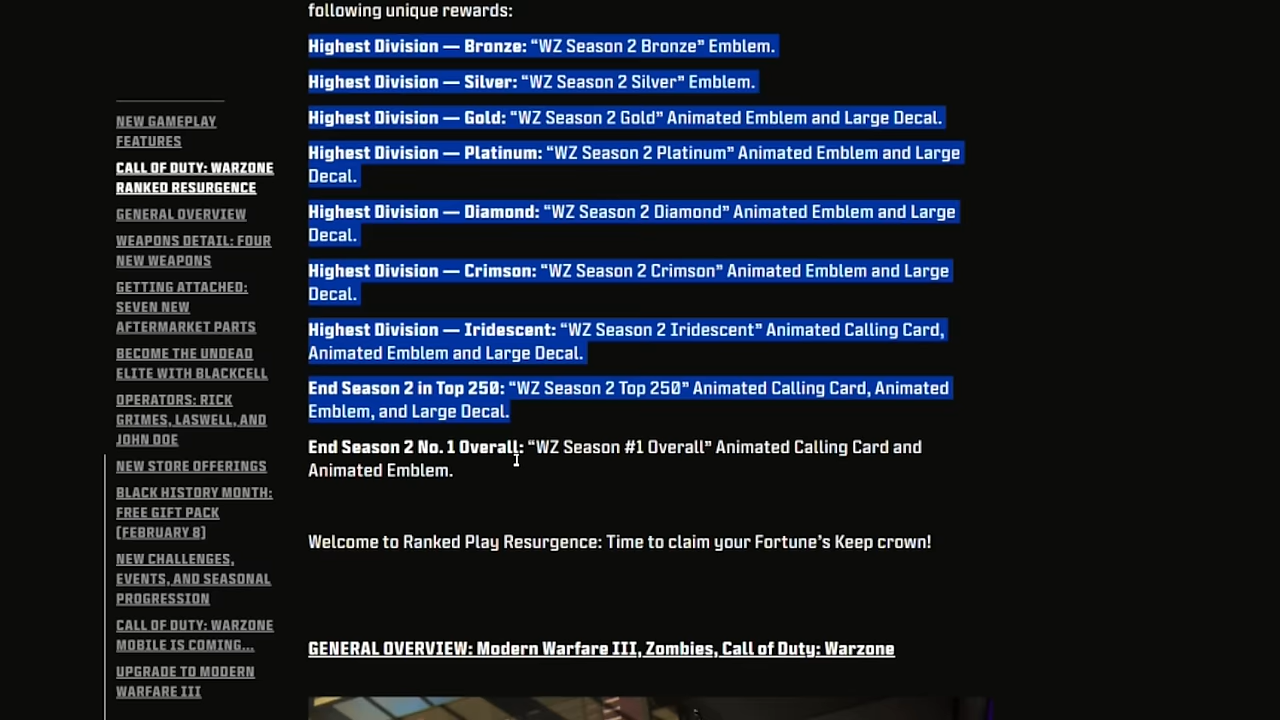 following unique rewards:
Highest Division — Bronze: “WZ Season 2 Bronze” Emblem.
Highest Division — Silver: “WZ Season 2 Silver” Emblem.
Highest Division — Gold: “WZ Season 2 Gold” Animated Emblem and Large Decal.
Highest Division — Platinum: “WZ Season 2 Platinum” Animated Emblem and Large
Decal.
Highest Division — Diamond: “WZ Season 2 Diamond” Animated Emblem and Large
Decal.
Highest Division — Crimson: “WZ Season 2 Crimson” Animated Emblem and Large
Decal.
Highest Division — Iridescent: “WZ Season 2 Iridescent” Animated Calling Card,
Animated Emblem and Large Decal.
End Season 2 in Top 250: “WZ Season 2 Top 250” Animated Calling Card, Animated
Emblem, and Large Decal.
End Season 2 No. 1 Overall: “WZ Season #1 Overall” Animated Calling Card and
Animated Emblem.
Welcome to Ranked Play Resurgence: Time to claim your Fortune’s Keep crown!
GENERAL OVERVIEW: Modern Warfare III, Zombies, Call of Duty: Warzone
NEW GAMEPLAY
FEATURES
CALL OF DUTY: WARZONE
RANKED RESURGENCE
GENERAL OVERVIEW
WEAPONS DETAIL: FOUR
NEW WEAPONS
GETTING ATTACHED:
SEVEN NEW
AFTERMARKET PARTS
BECOME THE UNDEAD
ELITE WITH BLACKCELL
OPERATORS: RICK
GRIMES, LASWELL, AND
JOHN DOE
NEW STORE OFFERINGS
BLACK HISTORY MONTH:
FREE GIFT PACK
(FEBRUARY 8)
NEW CHALLENGES,
EVENTS, AND SEASONAL
PROGRESSION
CALL OF DUTY: WARZONE
MOBILE IS COMING...
UPGRADE TO MODERN
WARFARE III